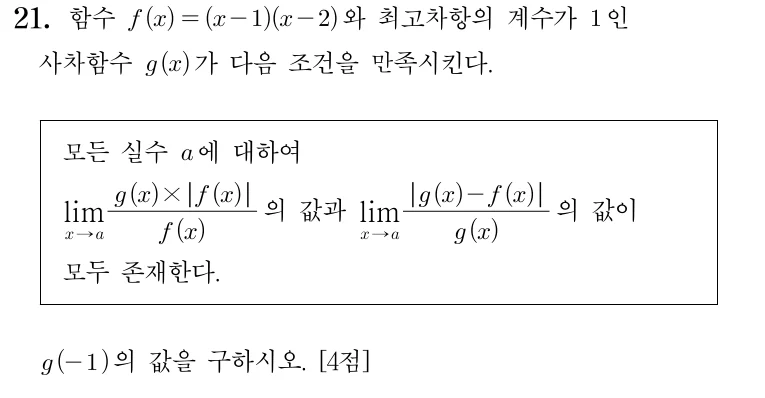 21. 함수 f(x)=(x-1)(x-2)와 최고차항의 계수가 1인
사차함수 g(x)가 다음 조건을 만족시킨다.
모든 실수 a에 대하여
lim_{x→a} \frac{g(x)×|f(x)|}{f(x)} 의 값과 lim_{x→a} \frac{|g(x)-f(x)|}{g(x)} 의 값이
모두 존재한다.
g(-1)의 값을 구하시오. [4점]